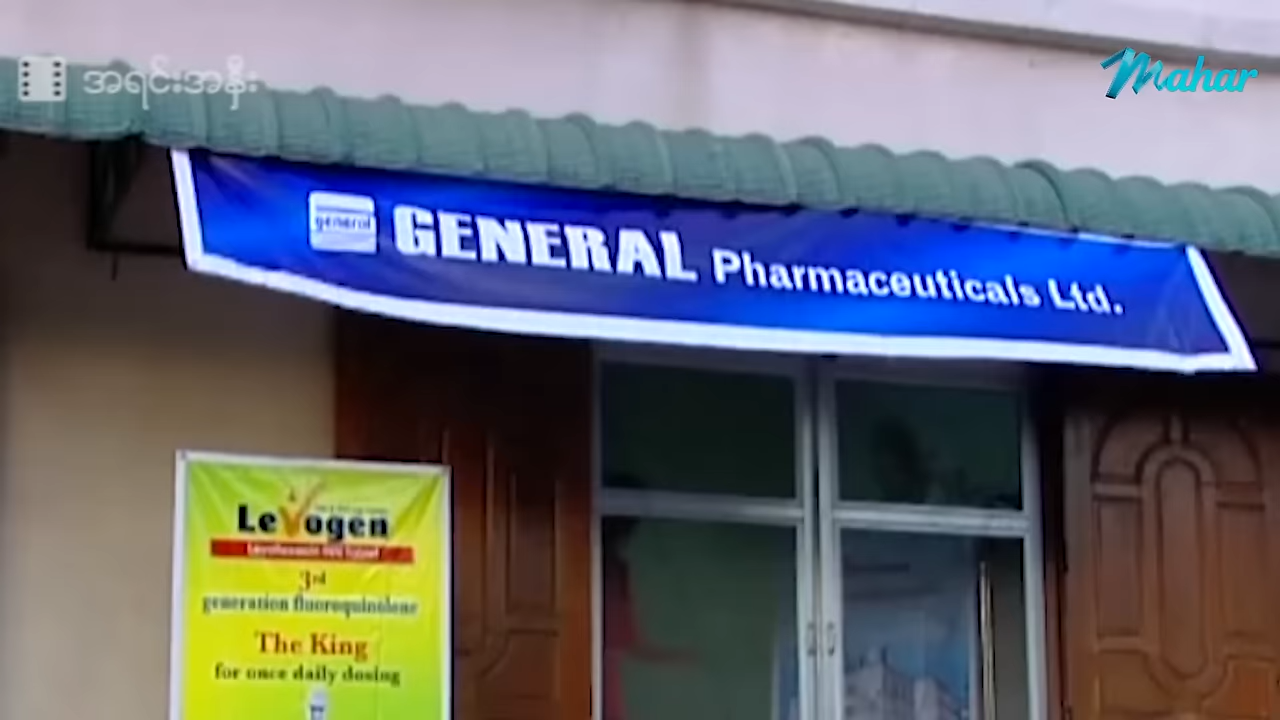 အရင်းအနှီး
Mahar
general
GENERAL Pharmaceuticals Ltd.
Levogen
3rd
generation fluoroquinolone
The King
for once daily dosing